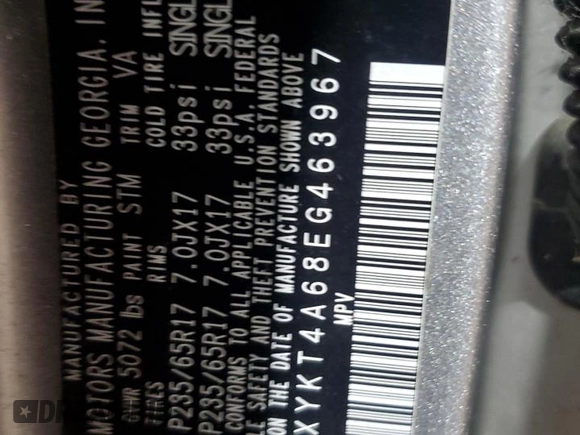 MANUFACTURED BY
MOTORS MANUFACTURING GEORGIA, IN
GVWR 5072 lbs PAINT STM TRIM VA
TIRES RIMS COLD TIRE INFL
P235/65R17 7.0JX17 33psi SINGL
P235/65R17 7.0JX17 33psi SINGL
CONFORMS TO ALL APPLICABLE U.S.A. FEDERAL
LE SAFETY AND THEFT PREVENTION STANDARDS
ON THE DATE OF MANUFACTURE SHOWN ABOVE
XYKT4A68EG463967
MPV